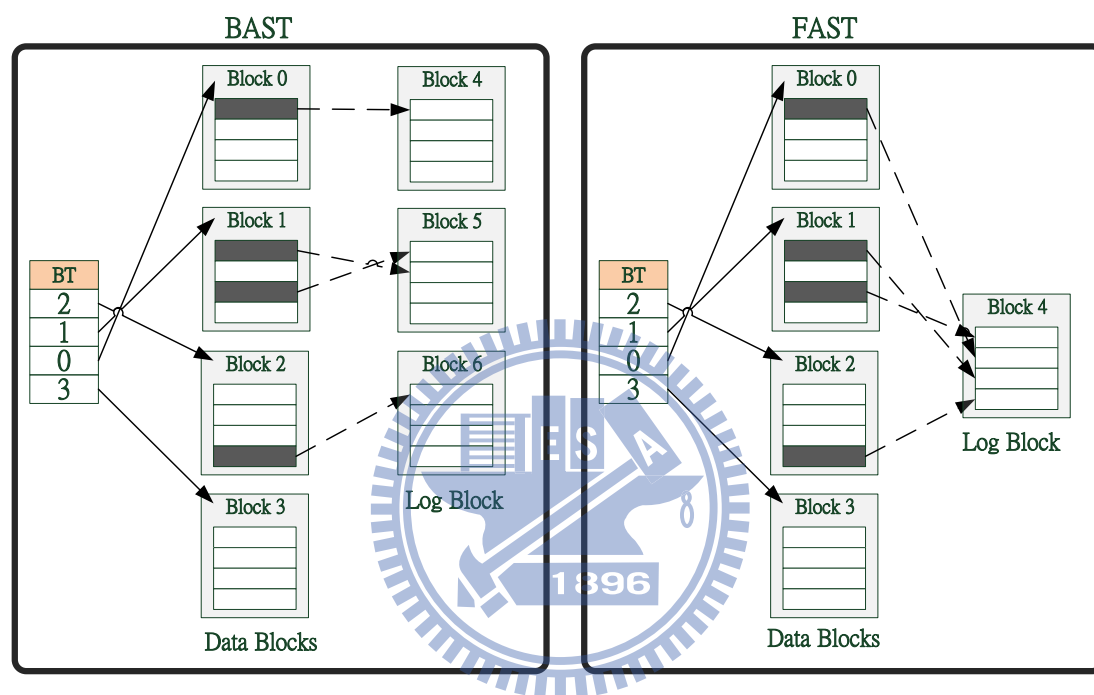 BAST
Block 0
Block 4
Block 1
Block 5
BT
2
1
0
3
Block 2
Block 6
Log Block
Block 3
Data Blocks
FAST
Block 0
Block 1
BT
2
1
0
3
Block 4
Log Block
Block 2
Block 3
Data Blocks
E S A
1896